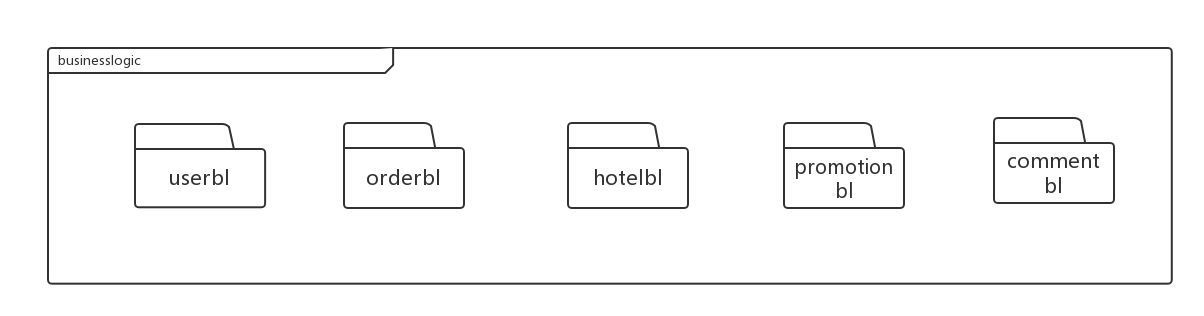 businesslogic
userbl
orderbl
hotelbl
promotion
bl
comment
bl